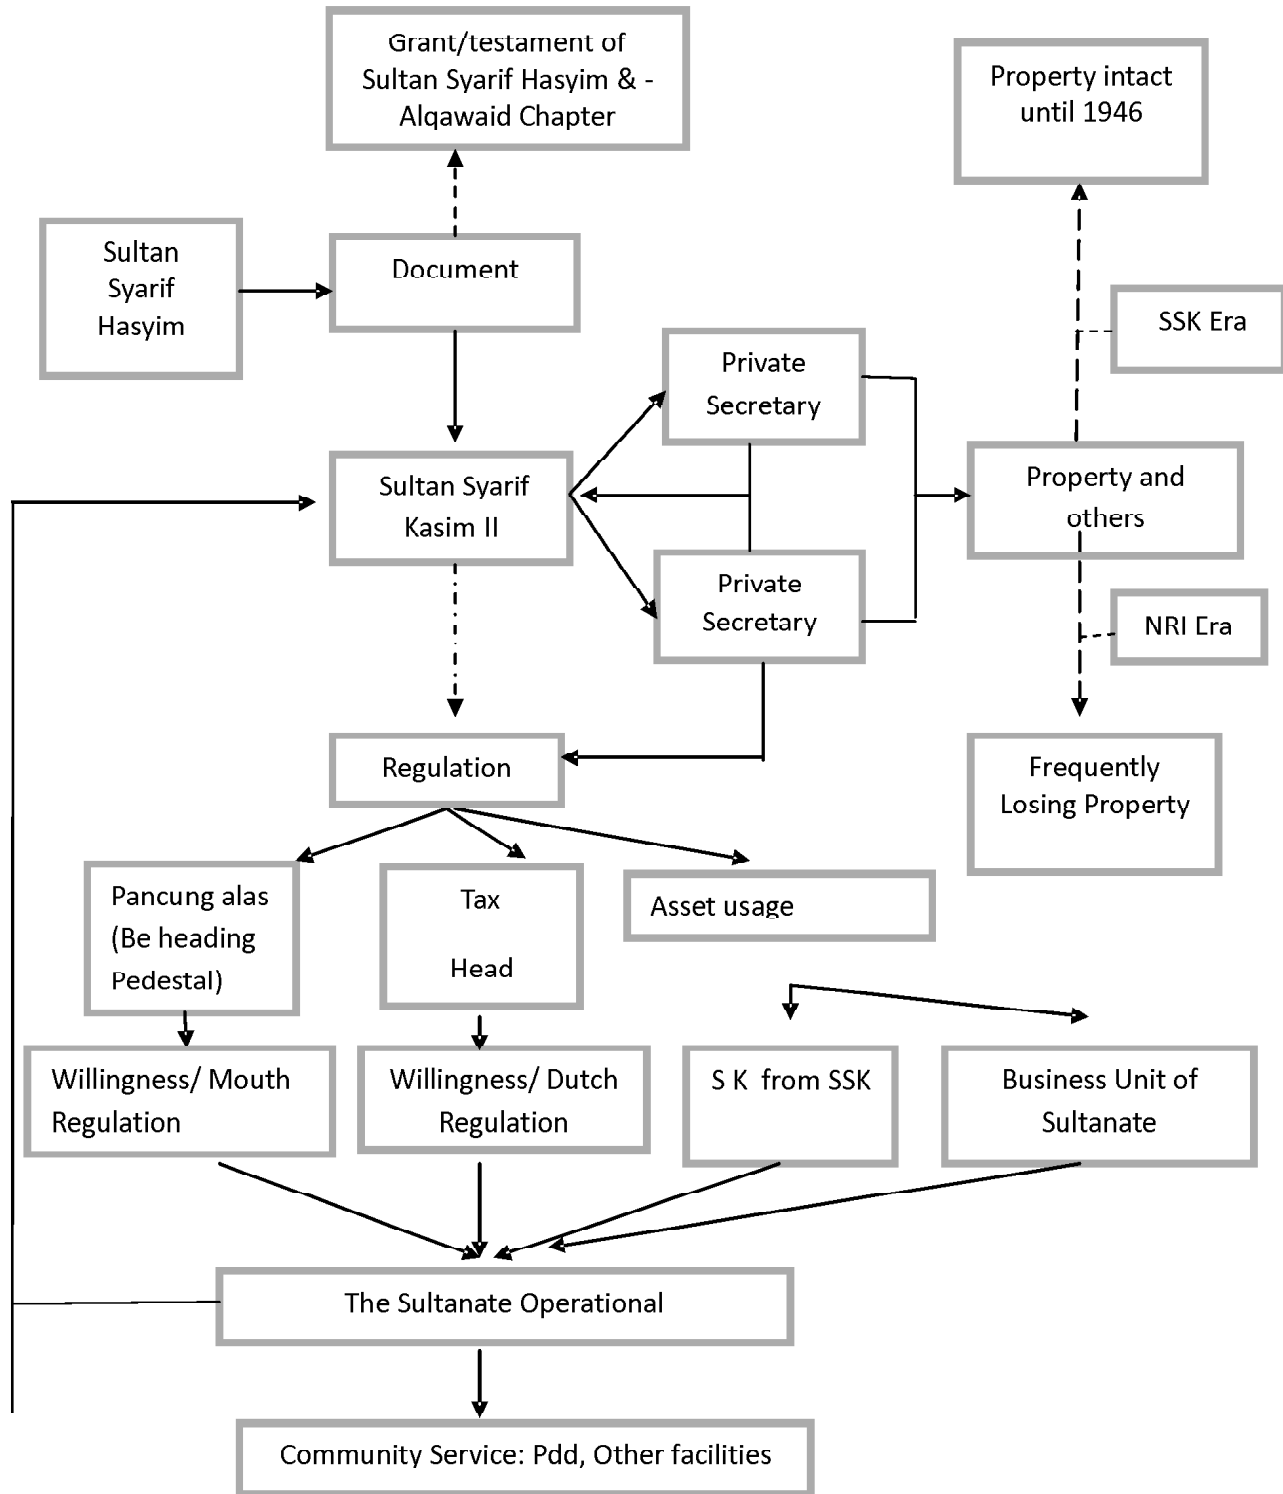 Grant/testament of
Sultan Syarif Hasyim & -
Alqawaid Chapter
Property intact
until 1946
Sultan
Syarif
Hasyim
Document
SSK Era
Private
Secretary
Sultan Syarif
Kasim II
Property and
others
Private
Secretary
NRI Era
Regulation
Frequently
Losing Property
Pancung alas
(Be heading
Pedestal)
Tax
Head
Asset usage
Willingness/ Mouth
Regulation
Willingness/ Dutch
Regulation
S K from SSK
Business Unit of
Sultanate
The Sultanate Operational
Community Service: Pdd, Other facilities